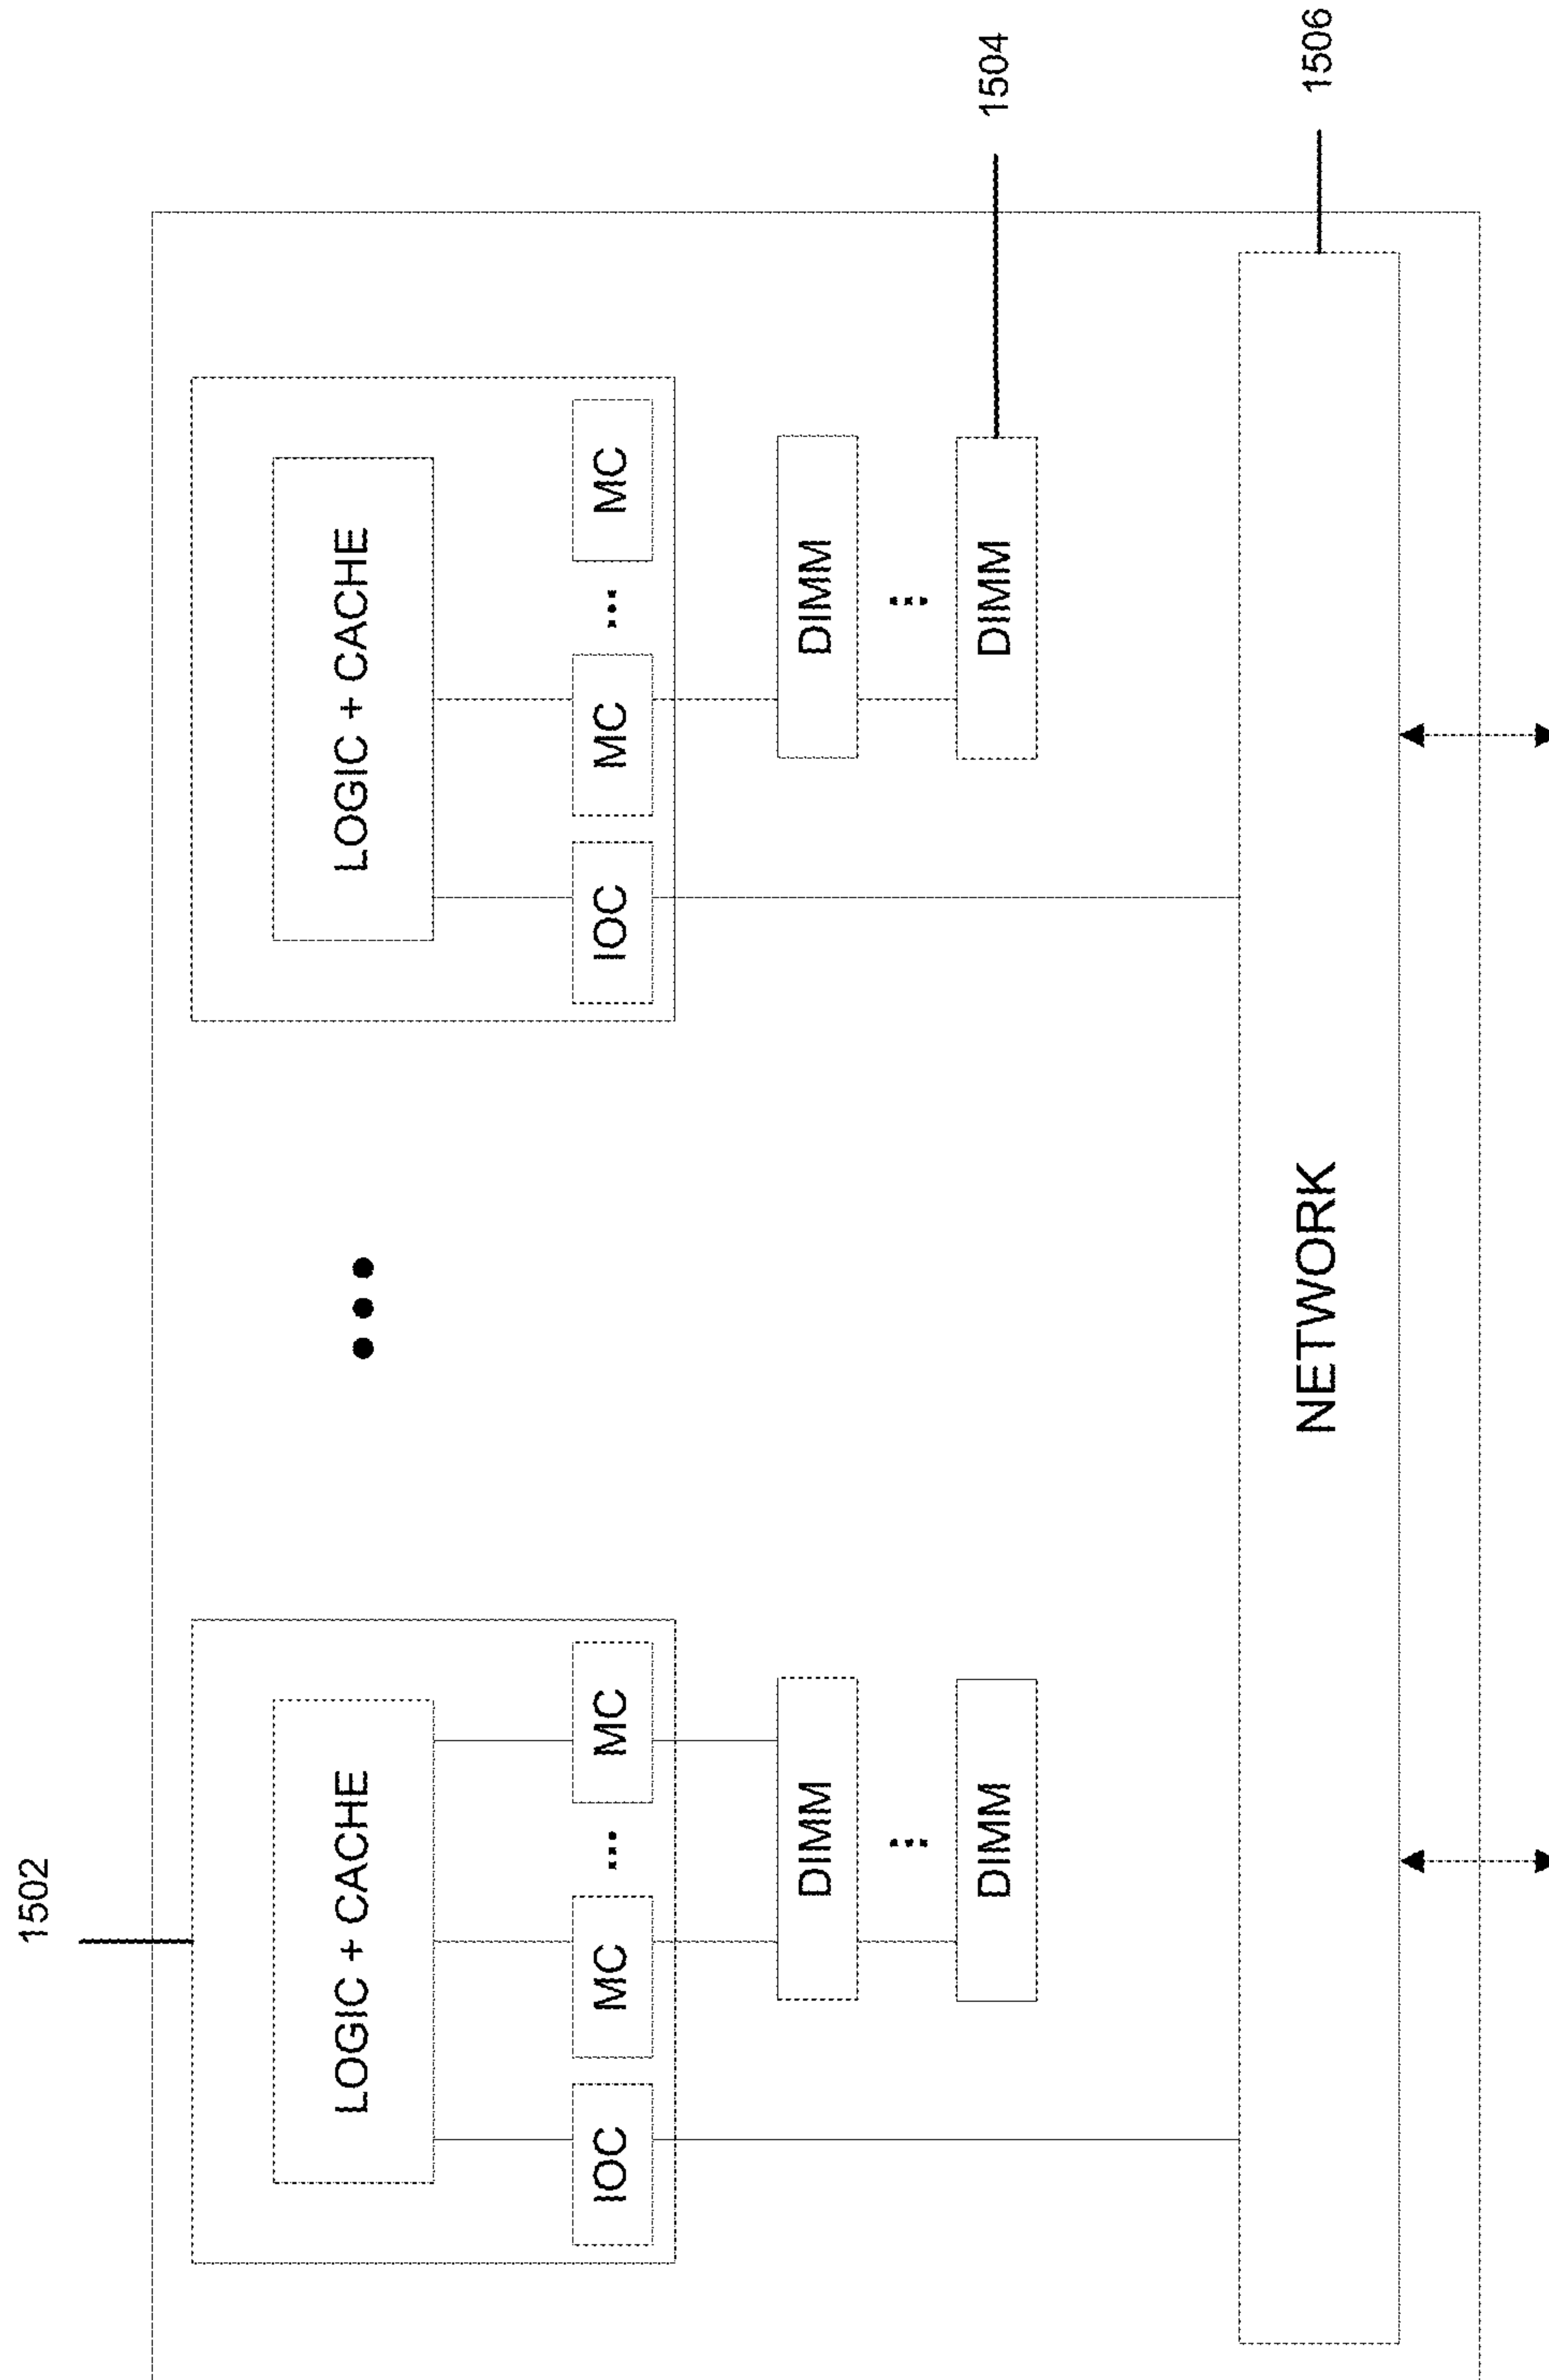 1502
LOGIC + CACHE
LOGIC + CACHE
IOC
MC
...
MC
IOC
MC
...
MC
DIMM
DIMM
DIMM
DIMM
1504
NETWORK
1506